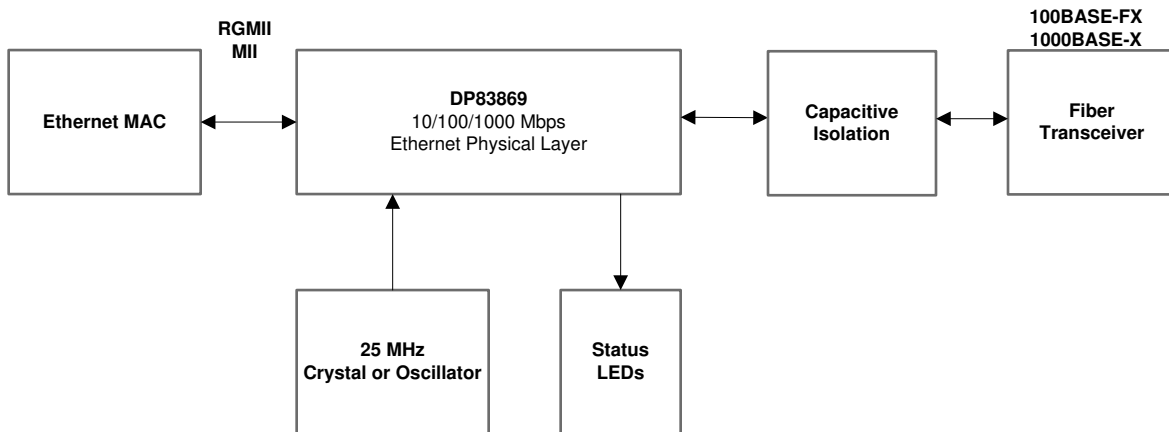 RGMII
MII
100BASE-FX
1000BASE-X
Ethernet MAC
DP83869
10/100/1000 Mbps
Ethernet Physical Layer
Capacitive
Isolation
Fiber
Transceiver
25 MHz
Crystal or Oscillator
Status
LEDs